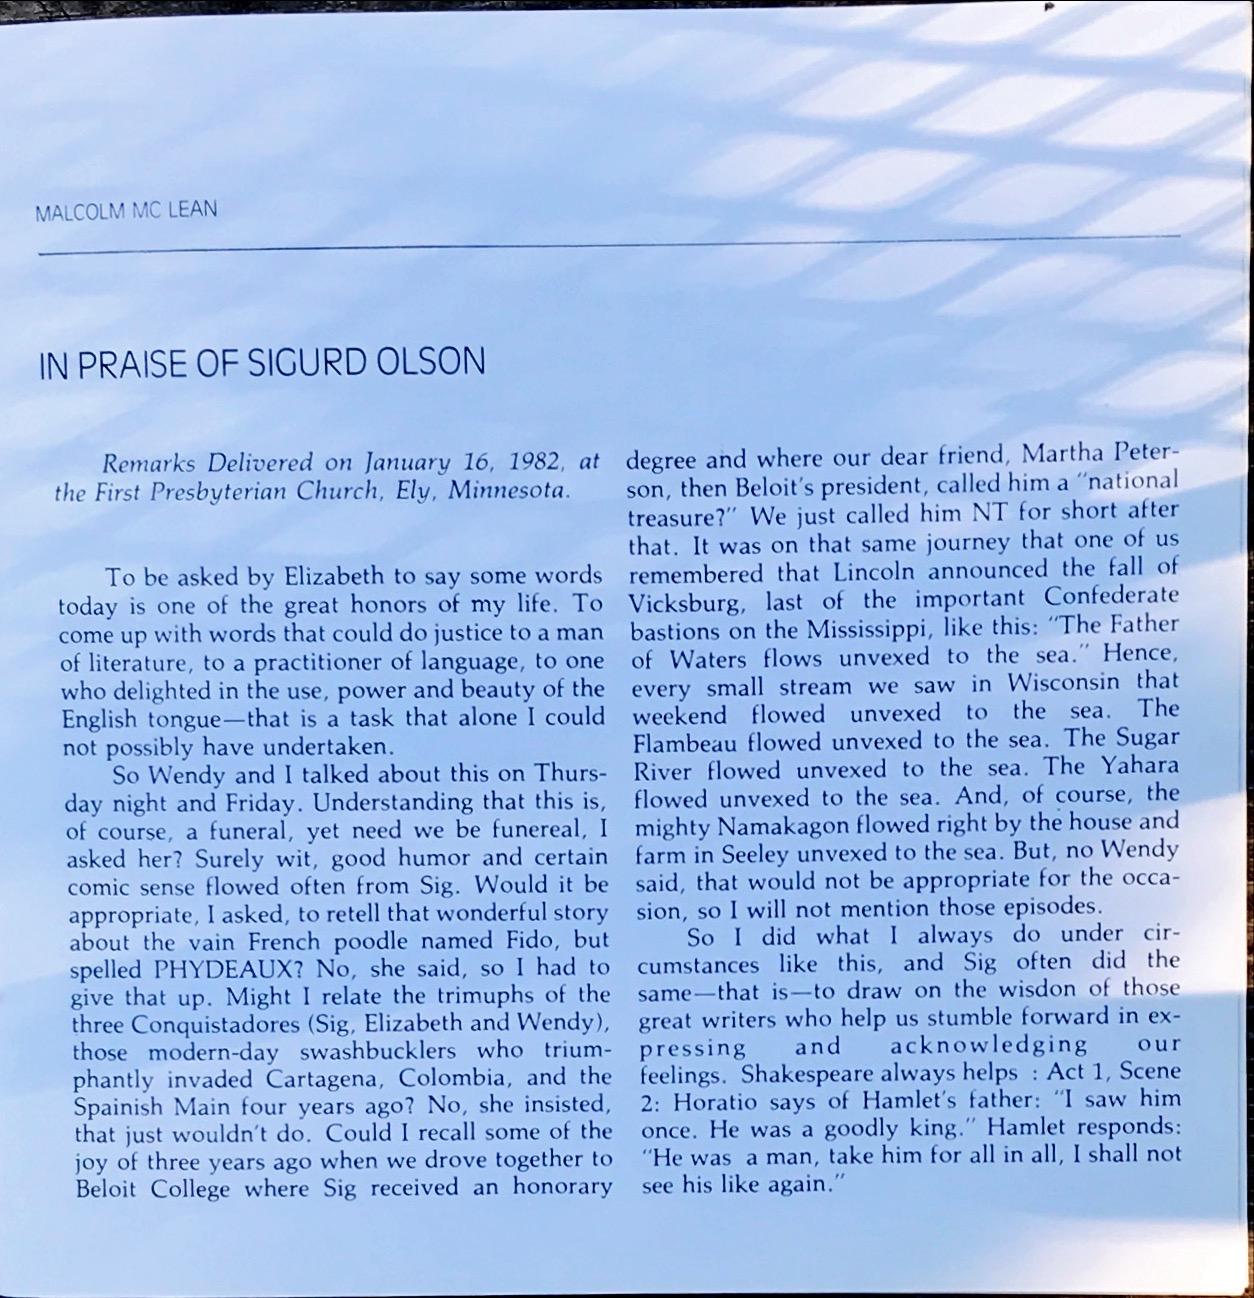 MALCOLM MC LEAN
IN PRAISE OF SIGURD OLSON
Remarks Delivered on January 16, 1982, at
the First Presbyterian Church, Ely, Minnesota.
To be asked by Elizabeth to say some words
today is one of the great honors of my life. To
come up with words that could do justice to a man
of literature, to a practitioner of language, to one
who delighted in the use, power and beauty of the
English tongue—that is a task that alone I could
not possibly have undertaken.
So Wendy and I talked about this on Thurs-
day night and Friday. Understanding that this is,
of course, a funeral, yet need we be funereal, I
asked her? Surely wit, good humor and certain
comic sense flowed often from Sig. Would it be
appropriate, I asked, to retell that wonderful story
about the vain French poodle named Fido, but
spelled PHYDEAUX? No, she said, so I had to
give that up. Might I relate the trimuphs of the
three Conquistadores (Sig, Elizabeth and Wendy),
those modern-day swashbucklers who trium-
phantly invaded Cartagena, Colombia, and the
Spainish Main four years ago? No, she insisted,
that just wouldn't do. Could I recall some of the
joy of three years ago when we drove together to
Beloit College where Sig received an honorary
degree and where our dear friend, Martha Peter-
son, then Beloit's president, called him a "national
treasure?" We just called him NT for short after
that. It was on that same journey that one of us
remembered that Lincoln announced the fall of
Vicksburg, last of the important Confederate
bastions on the Mississippi, like this: "The Father
of Waters flows unvexed to the sea." Hence,
every small stream we saw in Wisconsin that
weekend flowed unvexed to the sea. The
Flambeau flowed unvexed to the sea. The Sugar
River flowed unvexed to the sea. The Yahara
flowed unvexed to the sea. And, of course, the
mighty Namakagon flowed right by the house and
farm in Seeley unvexed to the sea. But, no Wendy
said, that would not be appropriate for the occa-
sion, so I will not mention those episodes.
So I did what I always do under cir-
cumstances like this, and Sig often did the
same—that is—to draw on the wisdon of those
great writers who help us stumble forward in ex-
pressing and acknowledging our
feelings. Shakespeare always helps : Act 1, Scene
2: Horatio says of Hamlet's father: "I saw him
once. He was a goodly king." Hamlet responds:
"He was a man, take him for all in all, I shall not
see his like again."